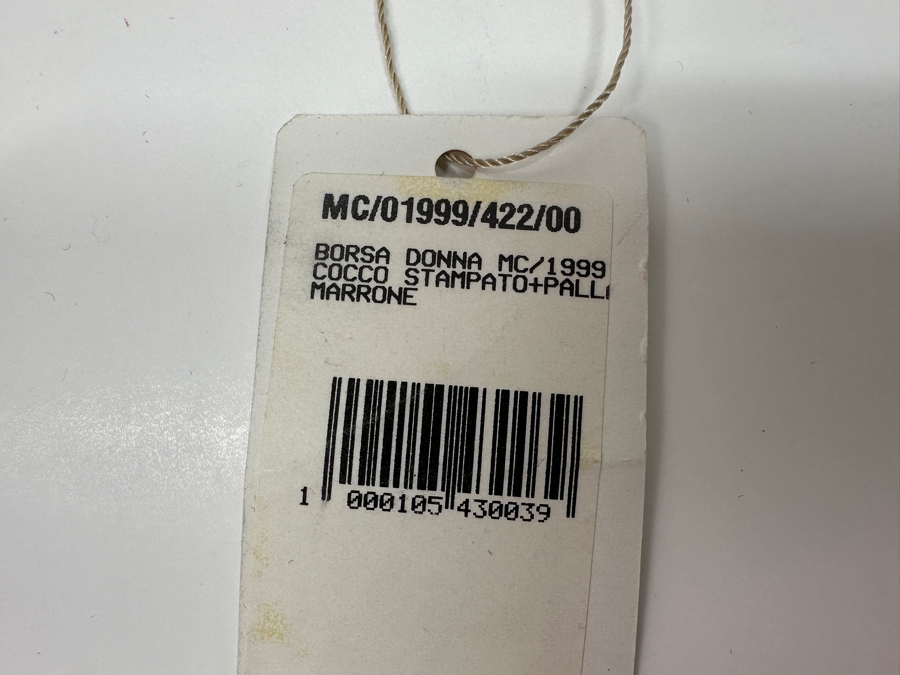 MC/01999/422/00
BORSA DONNA MC/1999
COCCO STAMPATO+PALL
MARRONE
1 000105 430039